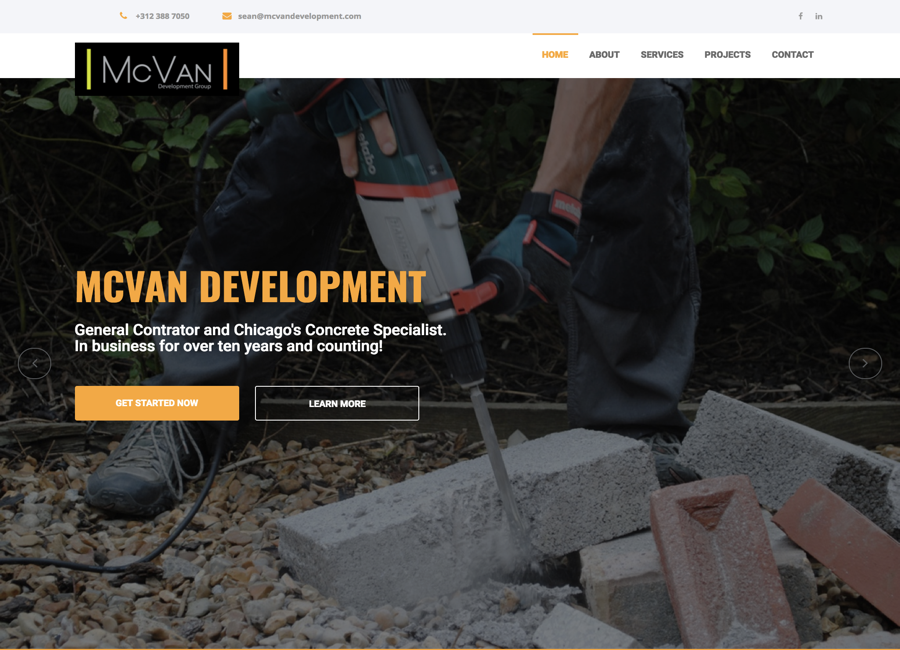 +312 388 7050
sean@mcvandevelopment.com
f
in
McVan
Development Group
HOME
ABOUT
SERVICES
PROJECTS
CONTACT
metabo
MCVAN DEVELOPMENT
General Contrator and Chicago's Concrete Specialist.
In business for over ten years and counting!
GET STARTED NOW
LEARN MORE